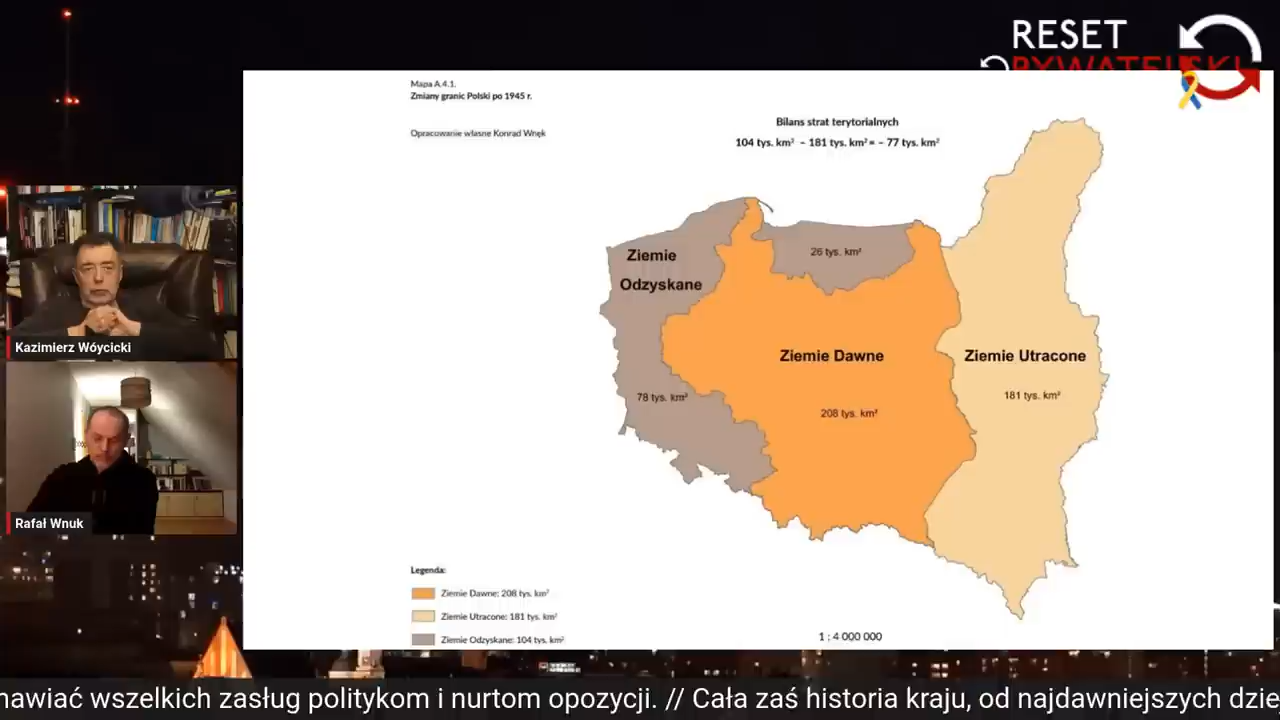 RESET
OBYWATELSKI
Mapa A.4.1.
Zmiany granic Polski po 1945 r.
Opracowanie własne Konrad Wnęk
Bilans strat terytorialnych
104 tys. km² – 181 tys. km² = – 77 tys. km²
Ziemie
Odzyskane
26 tys. km²
Ziemie Dawne
Ziemie Utracone
78 tys. km²
208 tys. km²
181 tys. km²
Kazimierz Wóycicki
Rafał Wnuk
Legenda:
Ziemie Dawne: 208 tys. km²
Ziemie Utracone: 181 tys. km²
Ziemie Odzyskane: 104 tys. km²
1 : 4 000 000
nawiać wszelkich zasług politykom i nurtom opozycji. // Cała zaś historia kraju, od najdawniejszych dzie